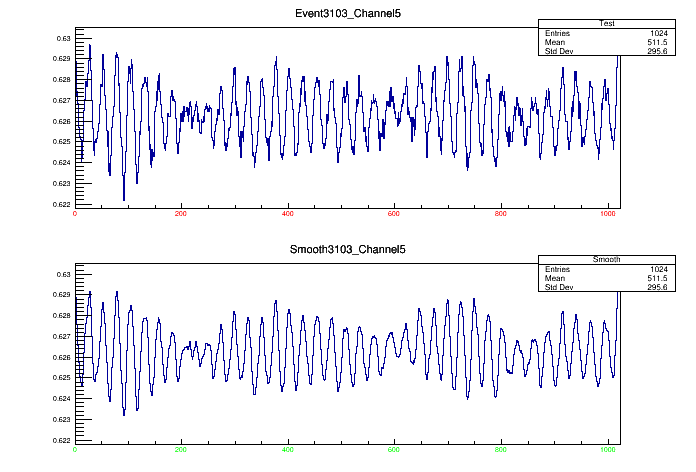 Event3103_Channel5
Test
Entries 1024
Mean 511.5
Std Dev 295.6
0.63
0.629
0.628
0.627
0.626
0.625
0.624
0.623
0.622
0 200 400 600 800 1000
Smooth3103_Channel5
Smooth
Entries 1024
Mean 511.5
Std Dev 295.6
0.63
0.629
0.628
0.627
0.626
0.625
0.624
0.623
0.622
0 200 400 600 800 1000